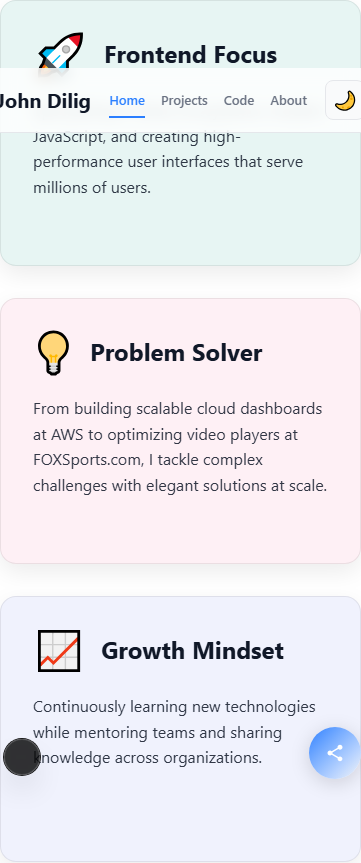 Frontend Focus
John Dilig
Home
Projects
Code
About
JavaScript, and creating high-
performance user interfaces that serve
millions of users.
Problem Solver
From building scalable cloud dashboards
at AWS to optimizing video players at
FOXSports.com, I tackle complex
challenges with elegant solutions at scale.
Growth Mindset
Continuously learning new technologies
while mentoring teams and sharing
knowledge across organizations.